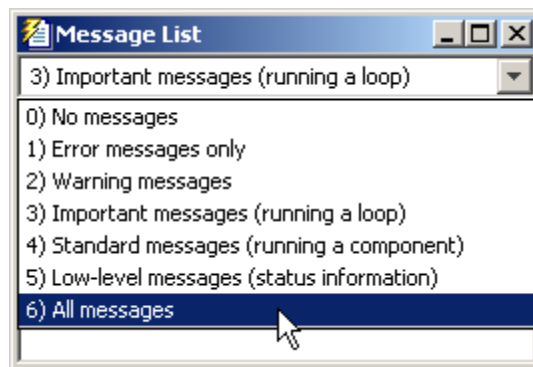 Message List
3) Important messages (running a loop)
0) No messages
1) Error messages only
2) Warning messages
3) Important messages (running a loop)
4) Standard messages (running a component)
5) Low-level messages (status information)
6) All messages